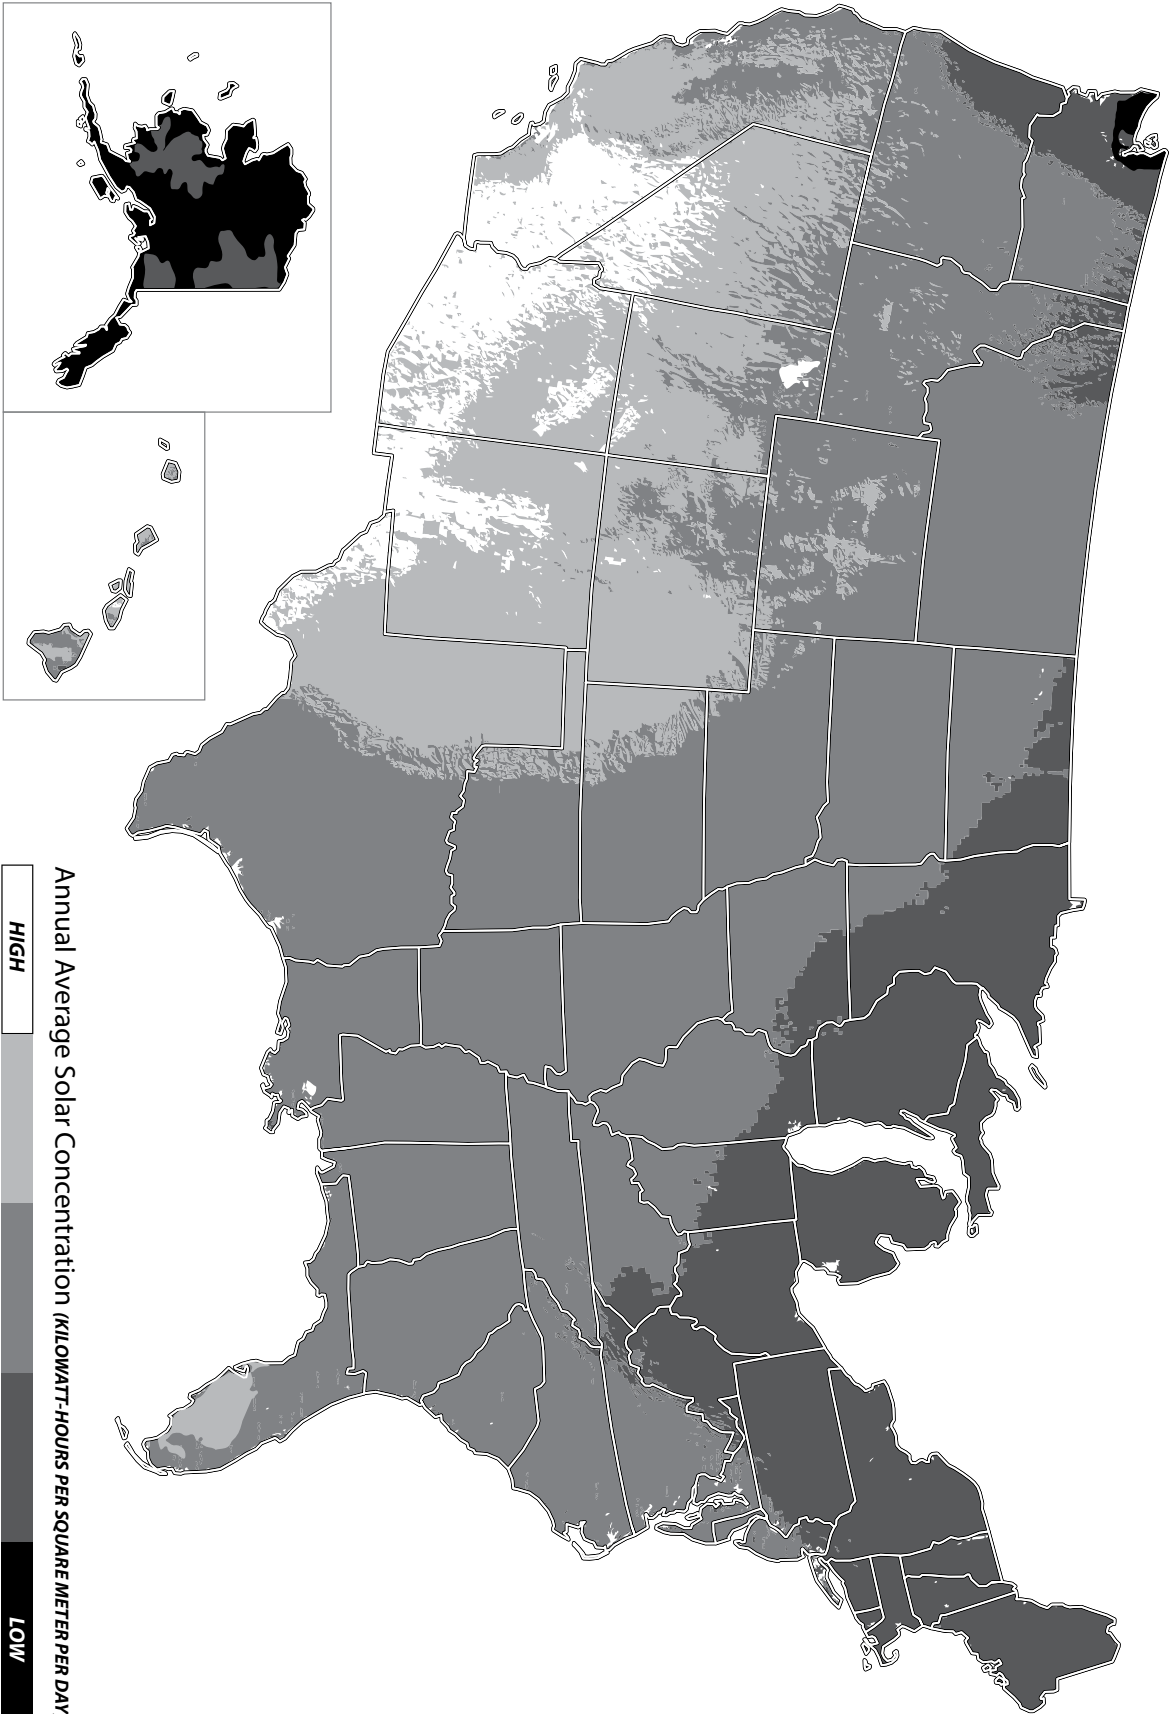 Annual Average Solar Concentration (KILOWATT-HOURS PER SQUARE METER PER DAY
HIGH
LOW